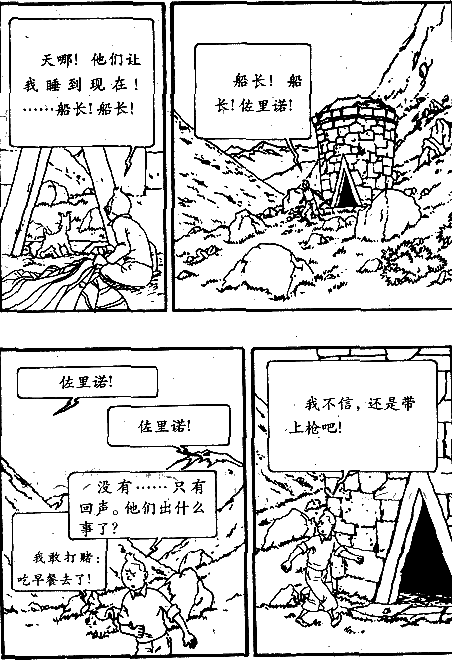 天哪！他们让
我睡到现在！
……船长！船长！
船长！船
长！佐里诺！
佐里诺！
佐里诺！
没有……只有
回声。他们出什么
事了？
我敢打赌：
吃早餐去了！
我不信，还是带
上枪吧！